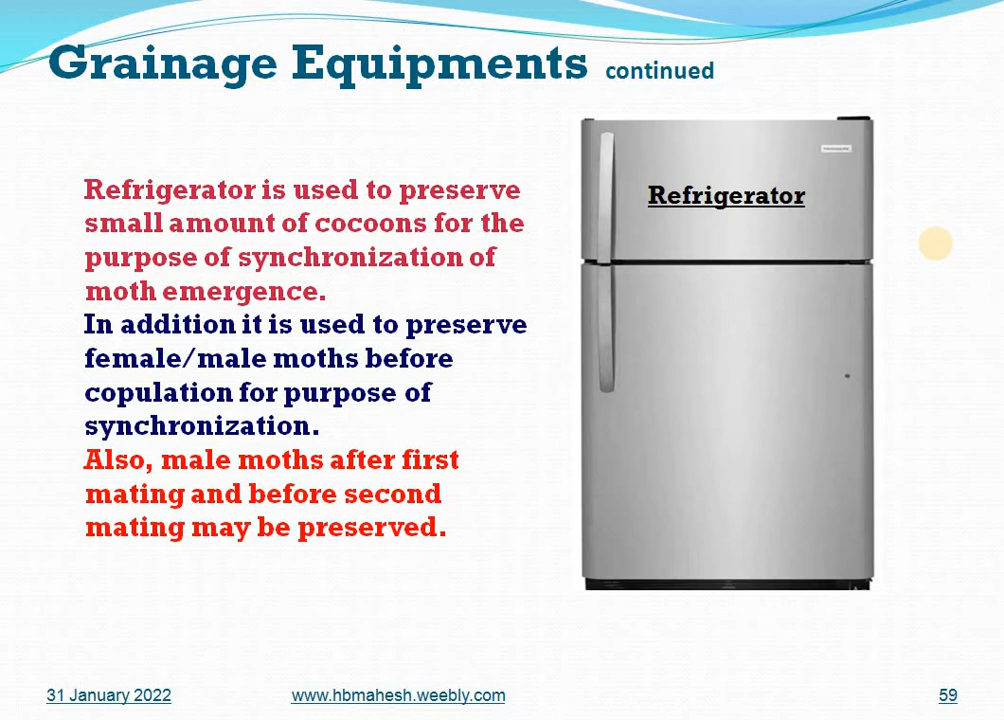 Grainage Equipments continued
Refrigerator is used to preserve
small amount of cocoons for the
purpose of synchronization of
moth emergence.
In addition it is used to preserve
female/male moths before
copulation for purpose of
synchronization.
Also, male moths after first
mating and before second
mating may be preserved.
Refrigerator
31 January 2022
www.hbmahesh.weebly.com
59